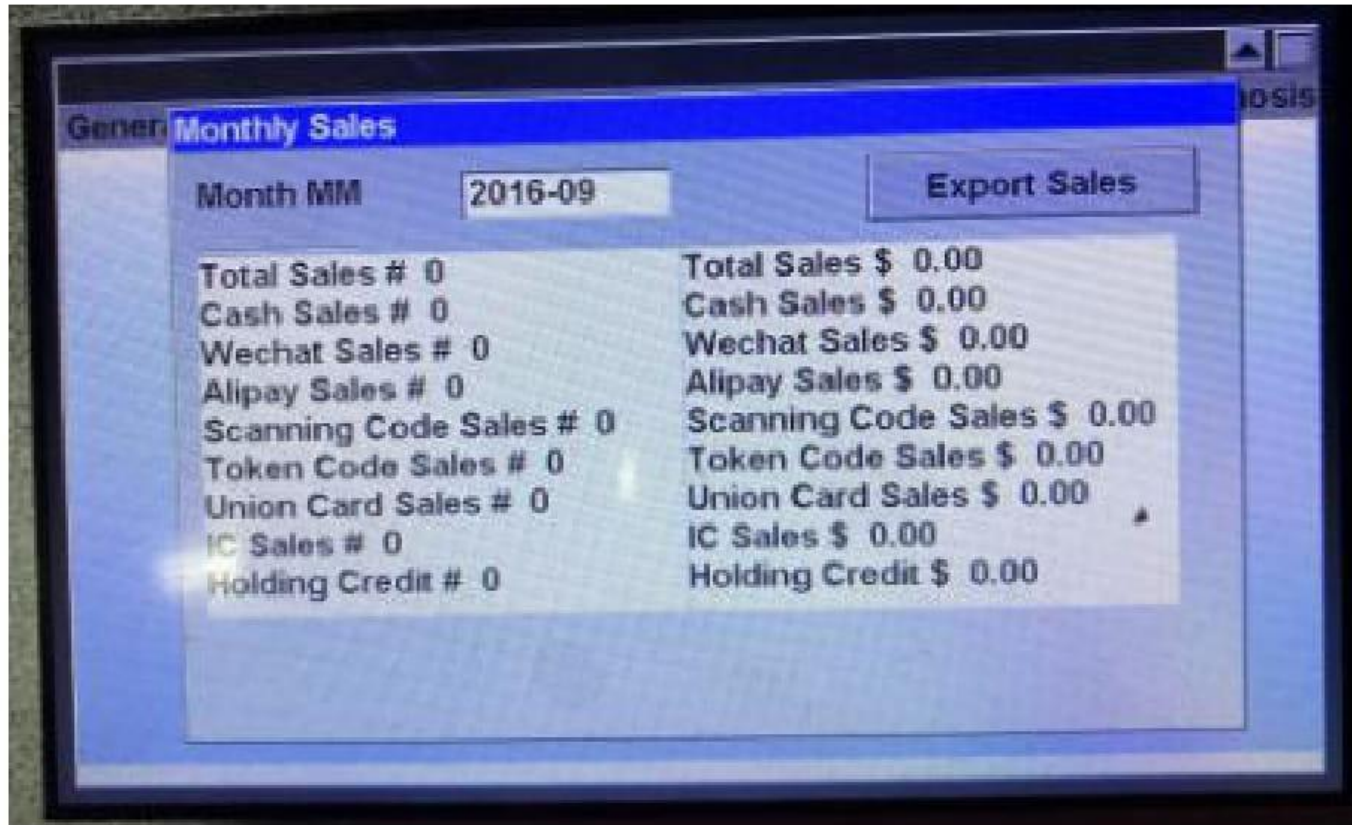 Gener
osis
Monthly Sales
Month MM 2016-09 Export Sales
Total Sales # 0 Total Sales $ 0.00
Cash Sales # 0 Cash Sales $ 0.00
Wechat Sales # 0 Wechat Sales $ 0.00
Alipay Sales # 0 Alipay Sales $ 0.00
Scanning Code Sales # 0 Scanning Code Sales $ 0.00
Token Code Sales # 0 Token Code Sales $ 0.00
Union Card Sales # 0 Union Card Sales $ 0.00
IC Sales # 0 IC Sales $ 0.00
Holding Credit # 0 Holding Credit $ 0.00